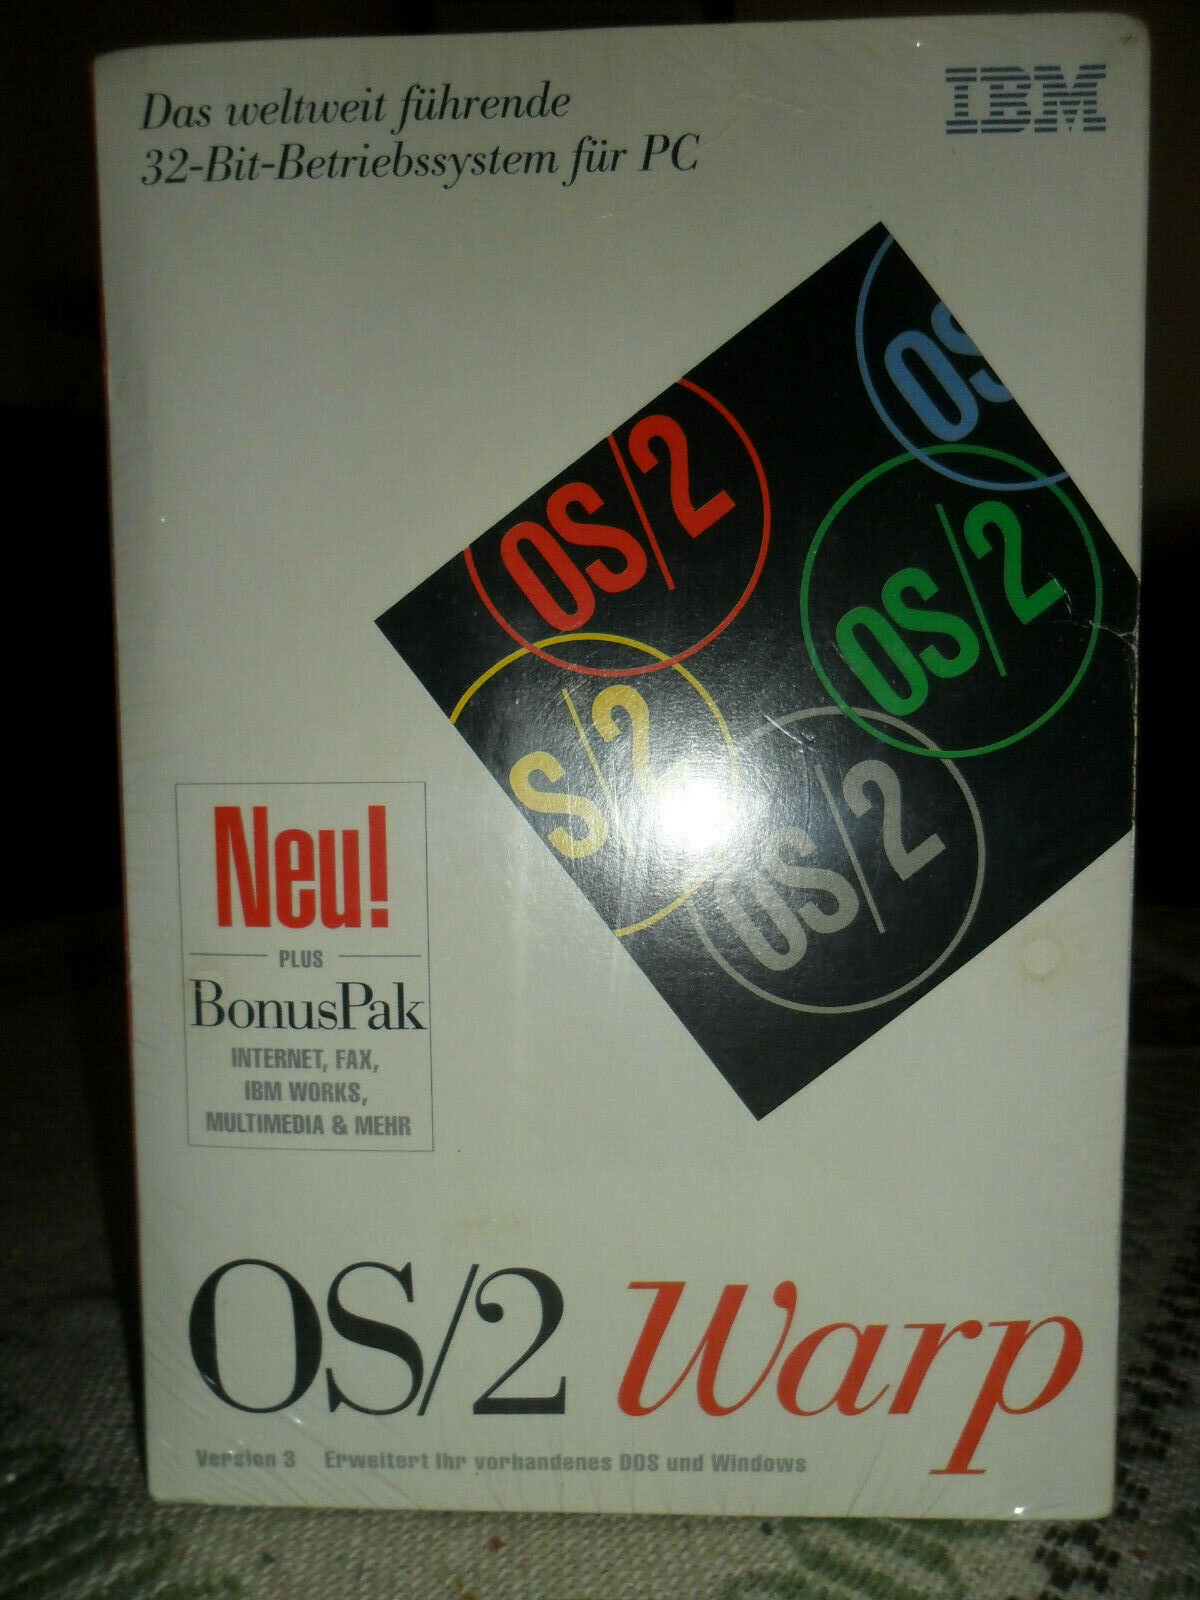 Das weltweit führende
32-Bit-Betriebssystem für PC
IBM
OS
OS/2
OS/2
S/2
OS/2
Neu!
PLUS
BonusPak
INTERNET, FAX,
IBM WORKS,
MULTIMEDIA & MEHR
OS/2 Warp
Version 3 Erweitert Ihr vorhandenes DOS und Windows